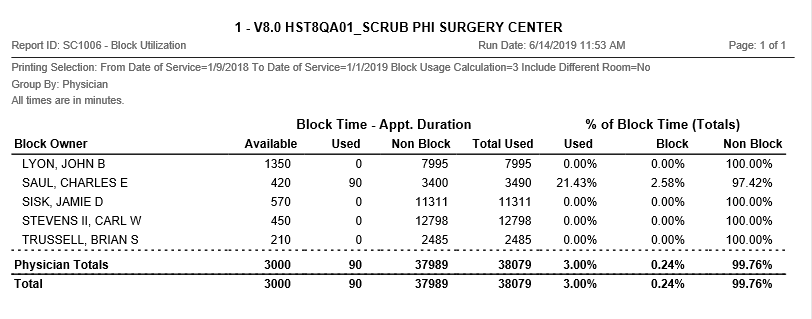 1 - V8.0 HST8QA01_SCRUB PHI SURGERY CENTER
Report ID: SC1006 - Block Utilization Run Date: 6/14/2019 11:53 AM Page: 1 of 1
Printing Selection: From Date of Service=1/9/2018 To Date of Service=1/1/2019 Block Usage Calculation=3 Include Different Room=No
Group By: Physician
All times are in minutes.
Block Time - Appt. Duration % of Block Time (Totals)
Block Owner Available Used Non Block Total Used Used Block Non Block
LYON, JOHN B 1350 0 7995 7995 0.00% 0.00% 100.00%
SAUL, CHARLES E 420 90 3400 3490 21.43% 2.58% 97.42%
SISK, JAMIE D 570 0 11311 11311 0.00% 0.00% 100.00%
STEVENS II, CARL W 450 0 12798 12798 0.00% 0.00% 100.00%
TRUSSELL, BRIAN S 210 0 2485 2485 0.00% 0.00% 100.00%
Physician Totals 3000 90 37989 38079 3.00% 0.24% 99.76%
Total 3000 90 37989 38079 3.00% 0.24% 99.76%